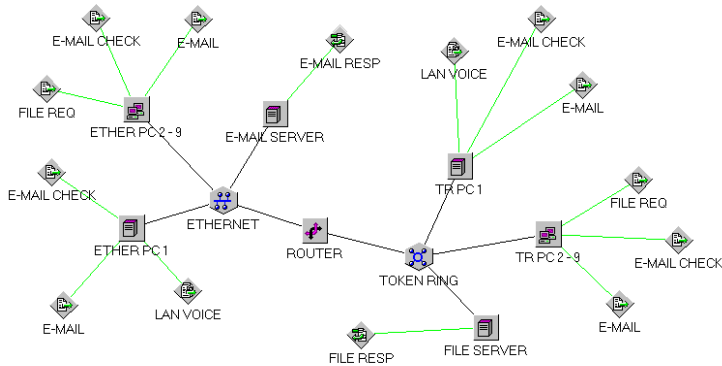 E-MAIL CHECK
E-MAIL
E-MAIL RESP
E-MAIL CHECK
LAN VOICE
E-MAIL
FILE REQ
ETHER PC 2 - 9
E-MAIL SERVER
E-MAIL CHECK
TR PC 1
FILE REQ
ETHERNET
ETHER PC 1
ROUTER
TR PC 2 - 9
E-MAIL CHECK
TOKEN RING
E-MAIL
LAN VOICE
E-MAIL
FILE RESP
FILE SERVER